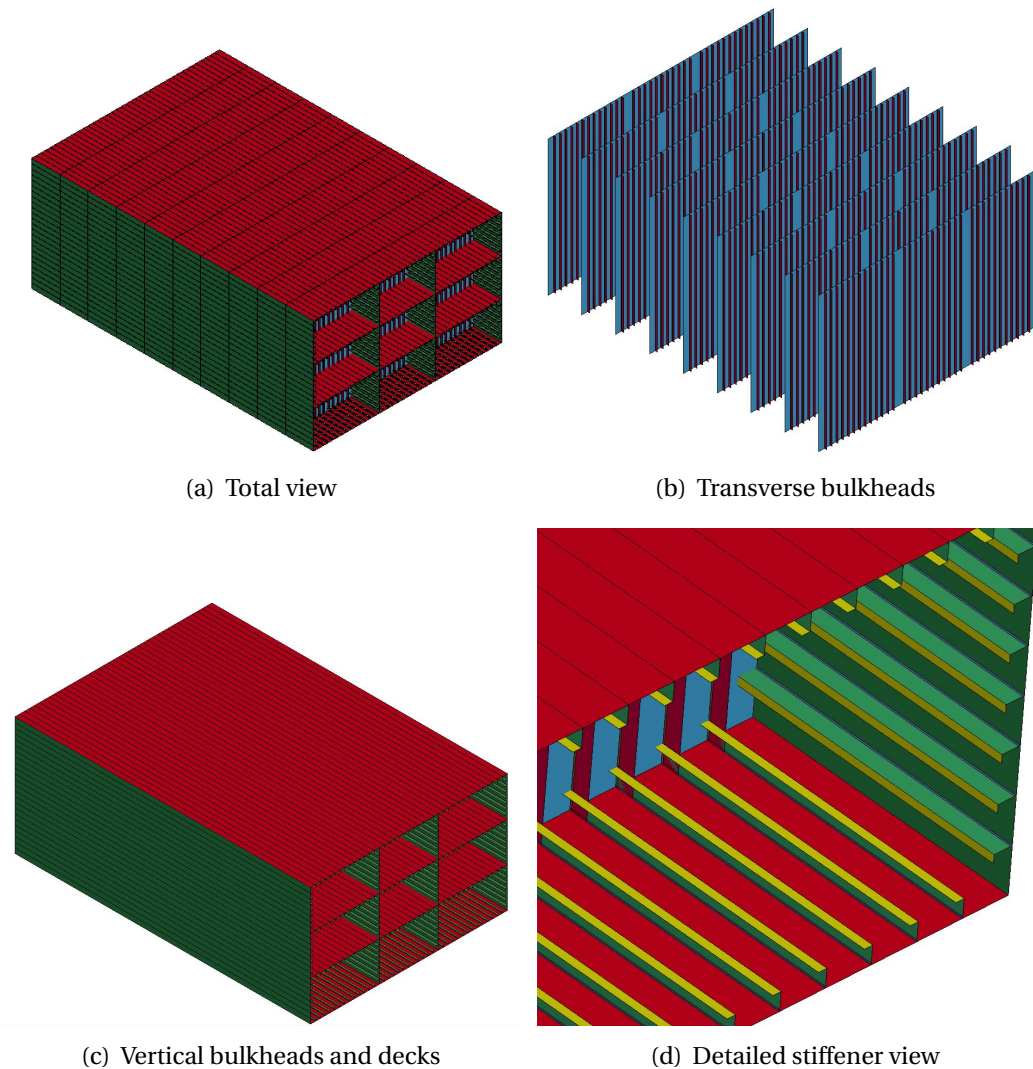 (a) Total view
(b) Transverse bulkheads
(c) Vertical bulkheads and decks
(d) Detailed stiffener view